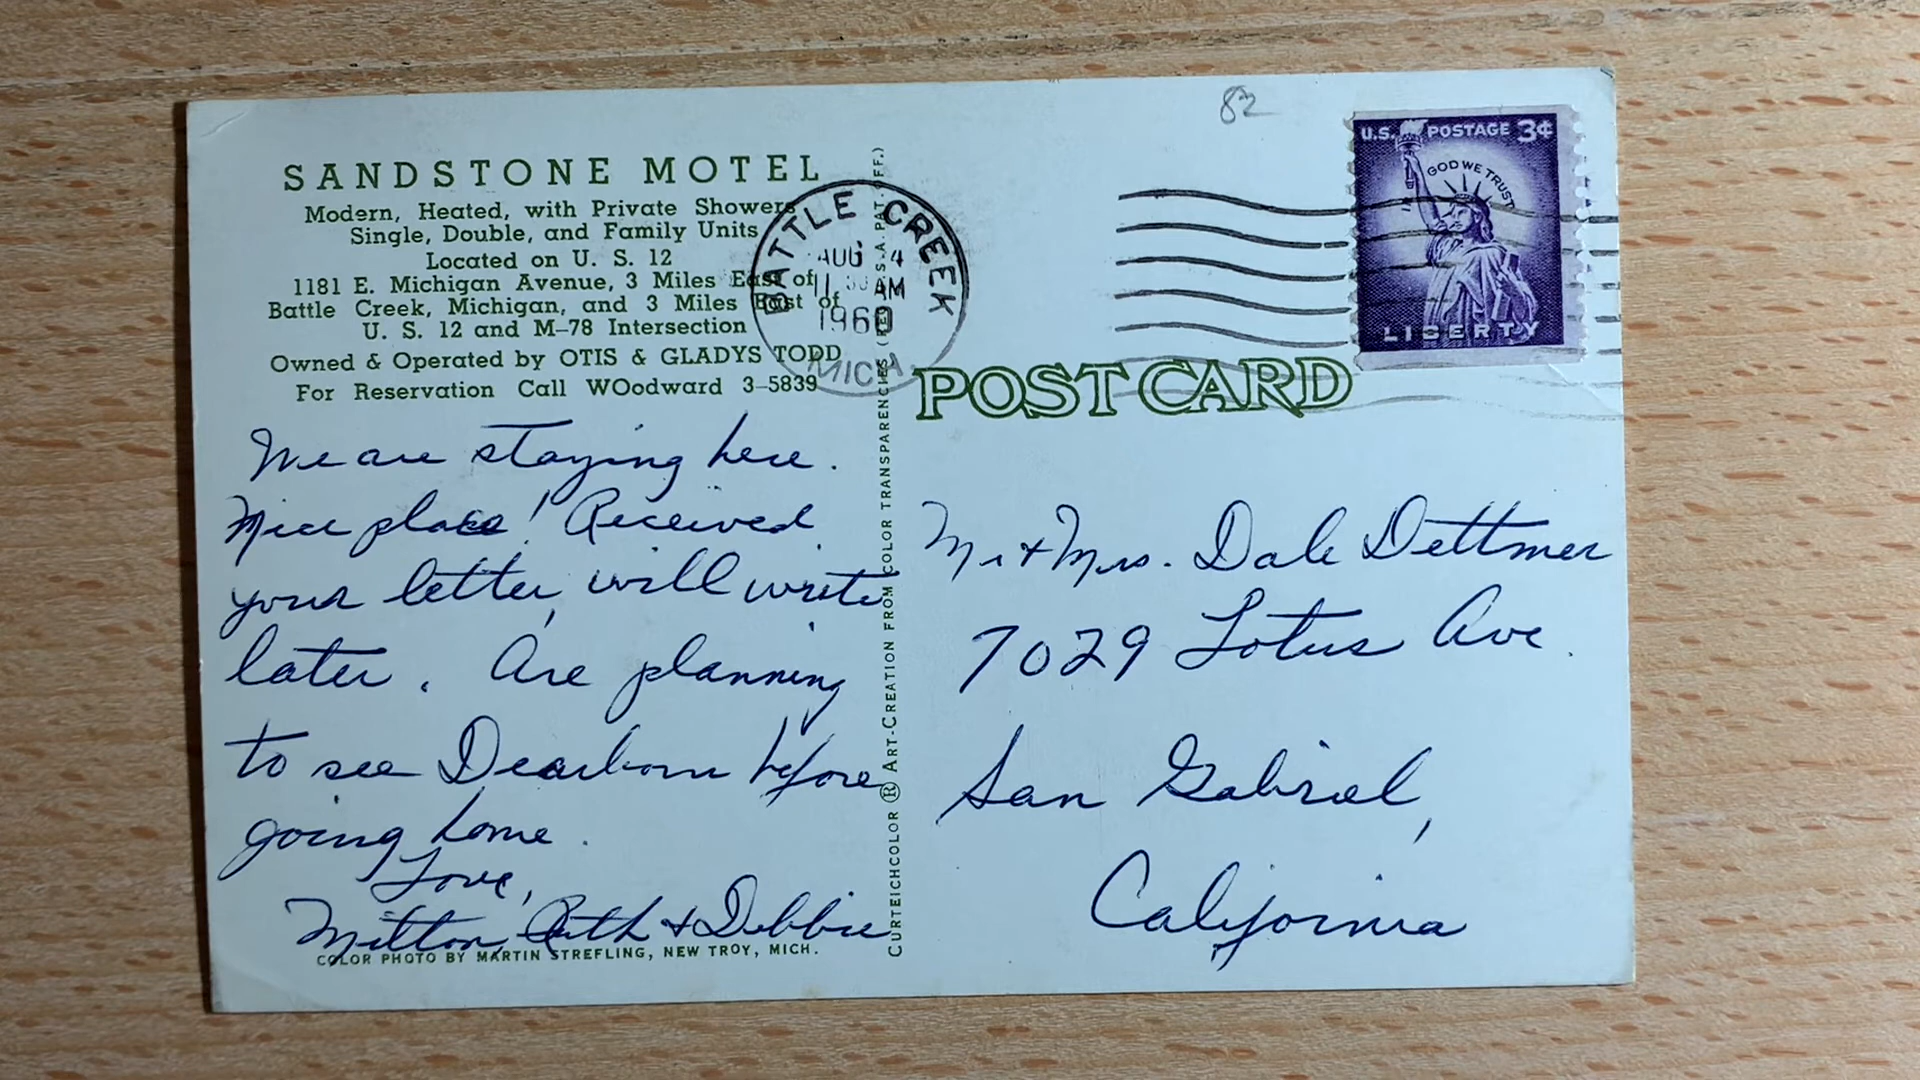 82
SANDSTONE MOTEL
Modern, Heated, with Private Showers
Single, Double, and Family Units
Located on U. S. 12
1181 E. Michigan Avenue, 3 Miles East of
Battle Creek, Michigan, and 3 Miles East of
U. S. 12 and M-78 Intersection
Owned & Operated by OTIS & GLADYS TODD
For Reservation Call WOodward 3-5839
We are staying here.
Nice place! Received
your letter, will write
later. Are planning
to see Dearborn before
going home.
Love,
Milton, Ruth & Debbie
COLOR PHOTO BY MARTIN STREFLING, NEW TROY, MICH.
CURTEICHCOLOR ® ART-CREATION FROM COLOR TRANSPARENCIES (REG. U.S.A. PAT. OFF.)
BATTLE CREEK
AUG 4
AM
1960
MICH.
U.S. POSTAGE 3¢
IN GOD WE TRUST
LIBERTY
POST CARD
Mr & Mrs. Dale Dettmer
7029 Lotus Ave.
San Gabriel,
California